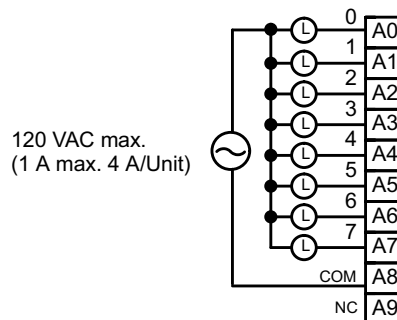 0
L
A0
1
L
A1
2
L
A2
3
L
A3
120 VAC max.
(1 A max. 4 A/Unit)
4
L
A4
5
L
A5
6
L
A6
7
L
A7
COM
A8
NC
A9